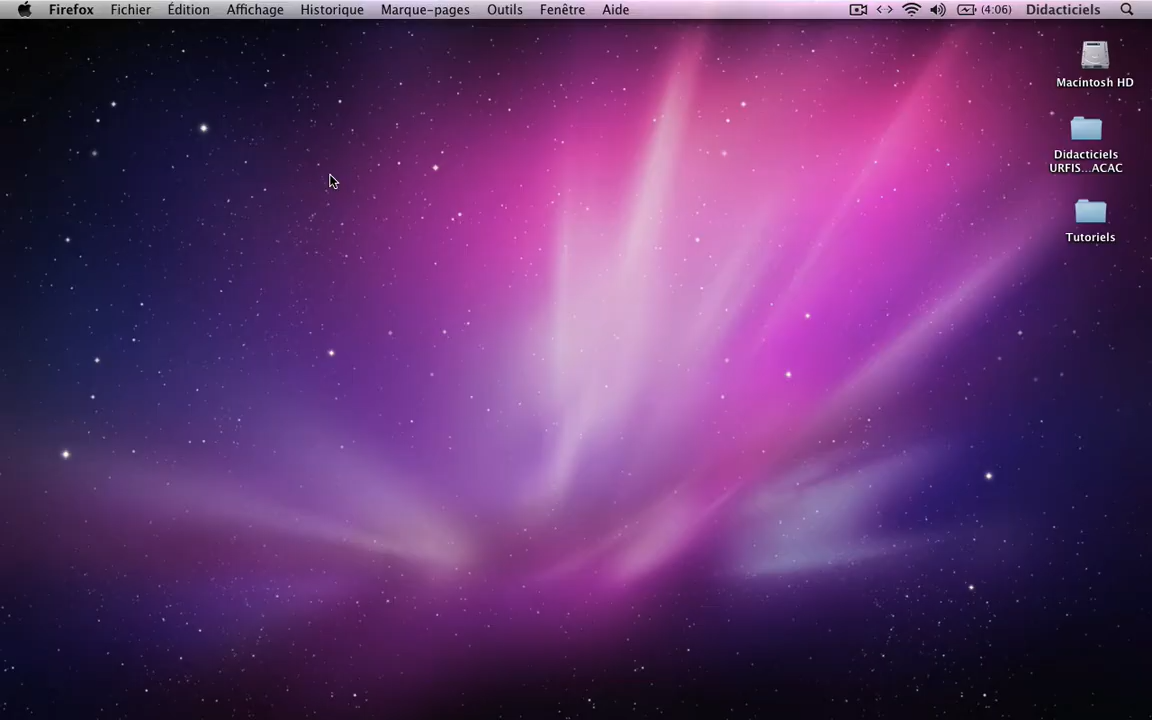 Firefox Fichier Édition Affichage Historique Marque-pages Outils Fenêtre Aide (4:06) Didacticiels
Macintosh HD
Didacticiels
URFIS...ACAC
Tutoriels